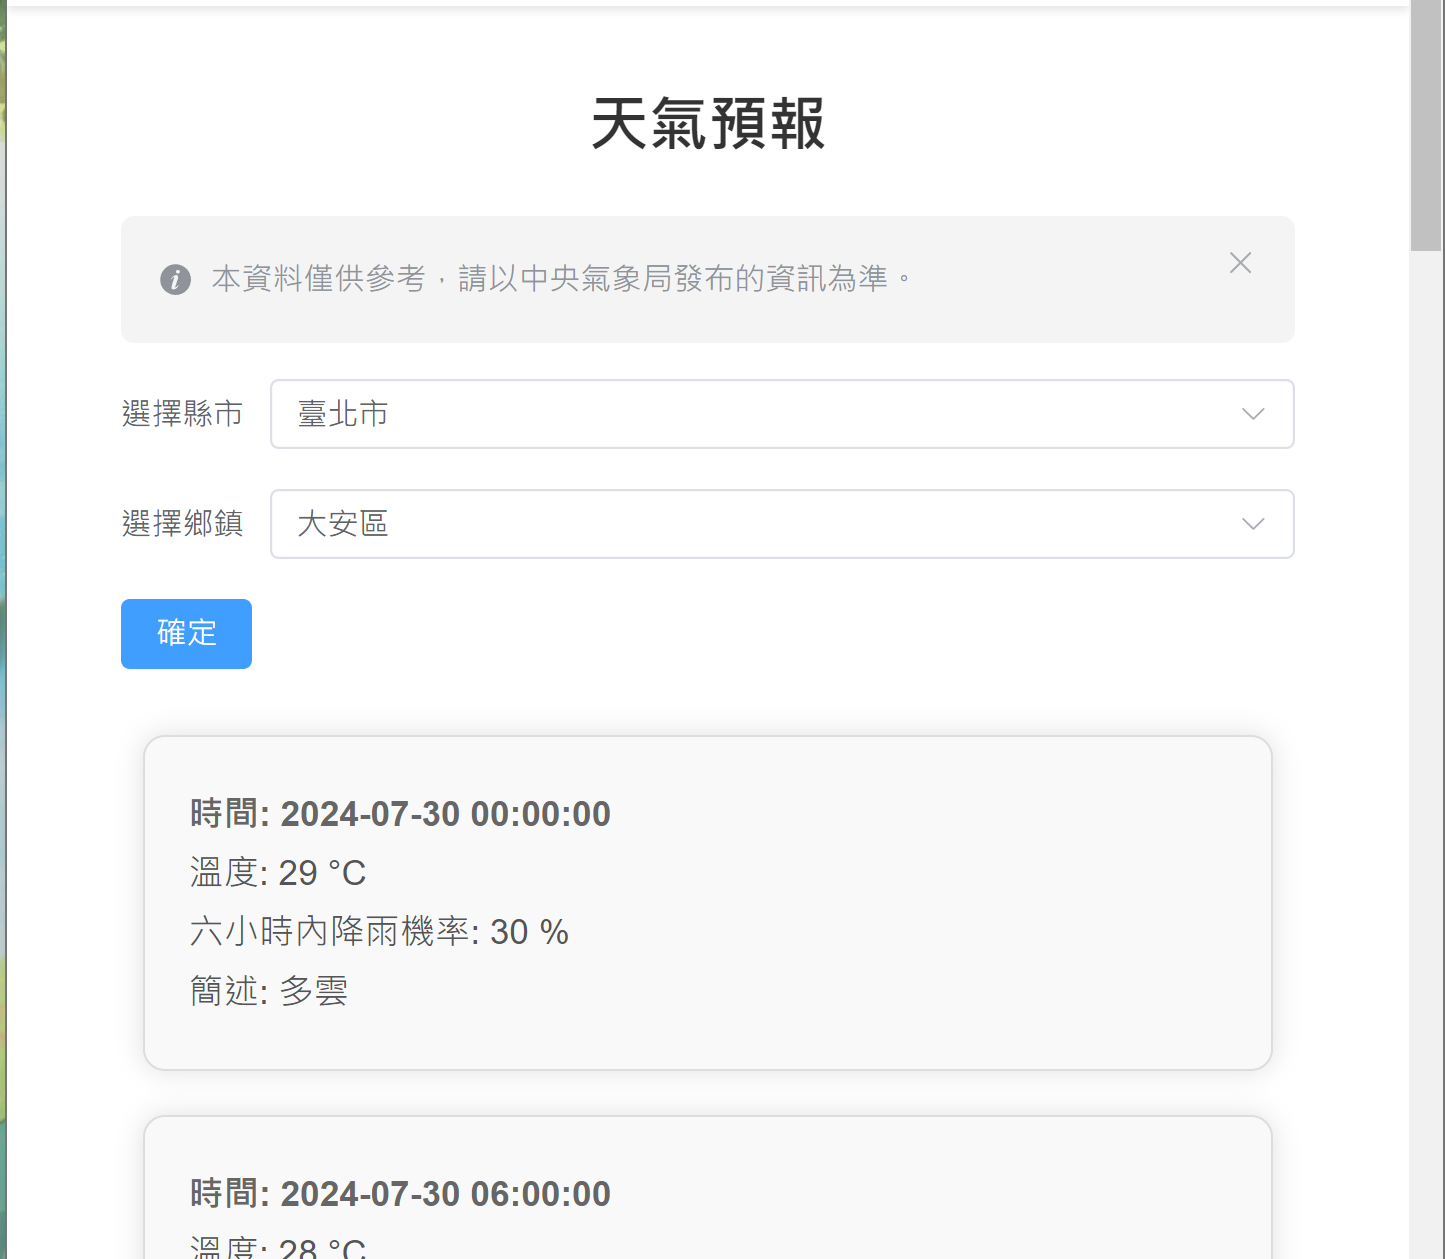 天氣預報
本資料僅供參考，請以中央氣象局發布的資訊為準。
選擇縣市 臺北市
選擇鄉鎮 大安區
確定
時間: 2024-07-30 00:00:00
溫度: 29 °C
六小時內降雨機率: 30 %
簡述: 多雲
時間: 2024-07-30 06:00:00
溫度: 28 °C